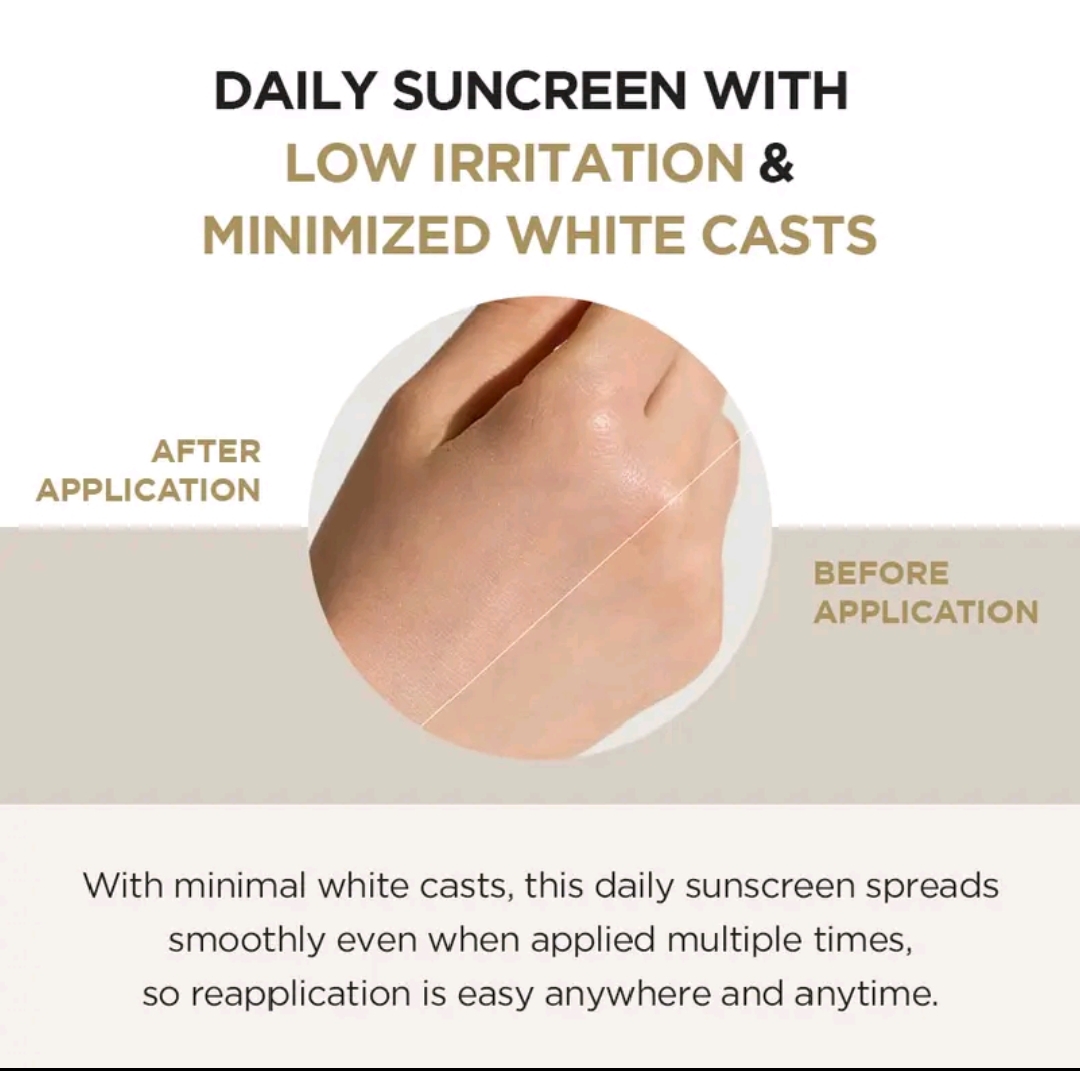 DAILY SUNCREEN WITH
LOW IRRITATION &
MINIMIZED WHITE CASTS
AFTER
APPLICATION
BEFORE
APPLICATION
With minimal white casts, this daily sunscreen spreads
smoothly even when applied multiple times,
so reapplication is easy anywhere and anytime.